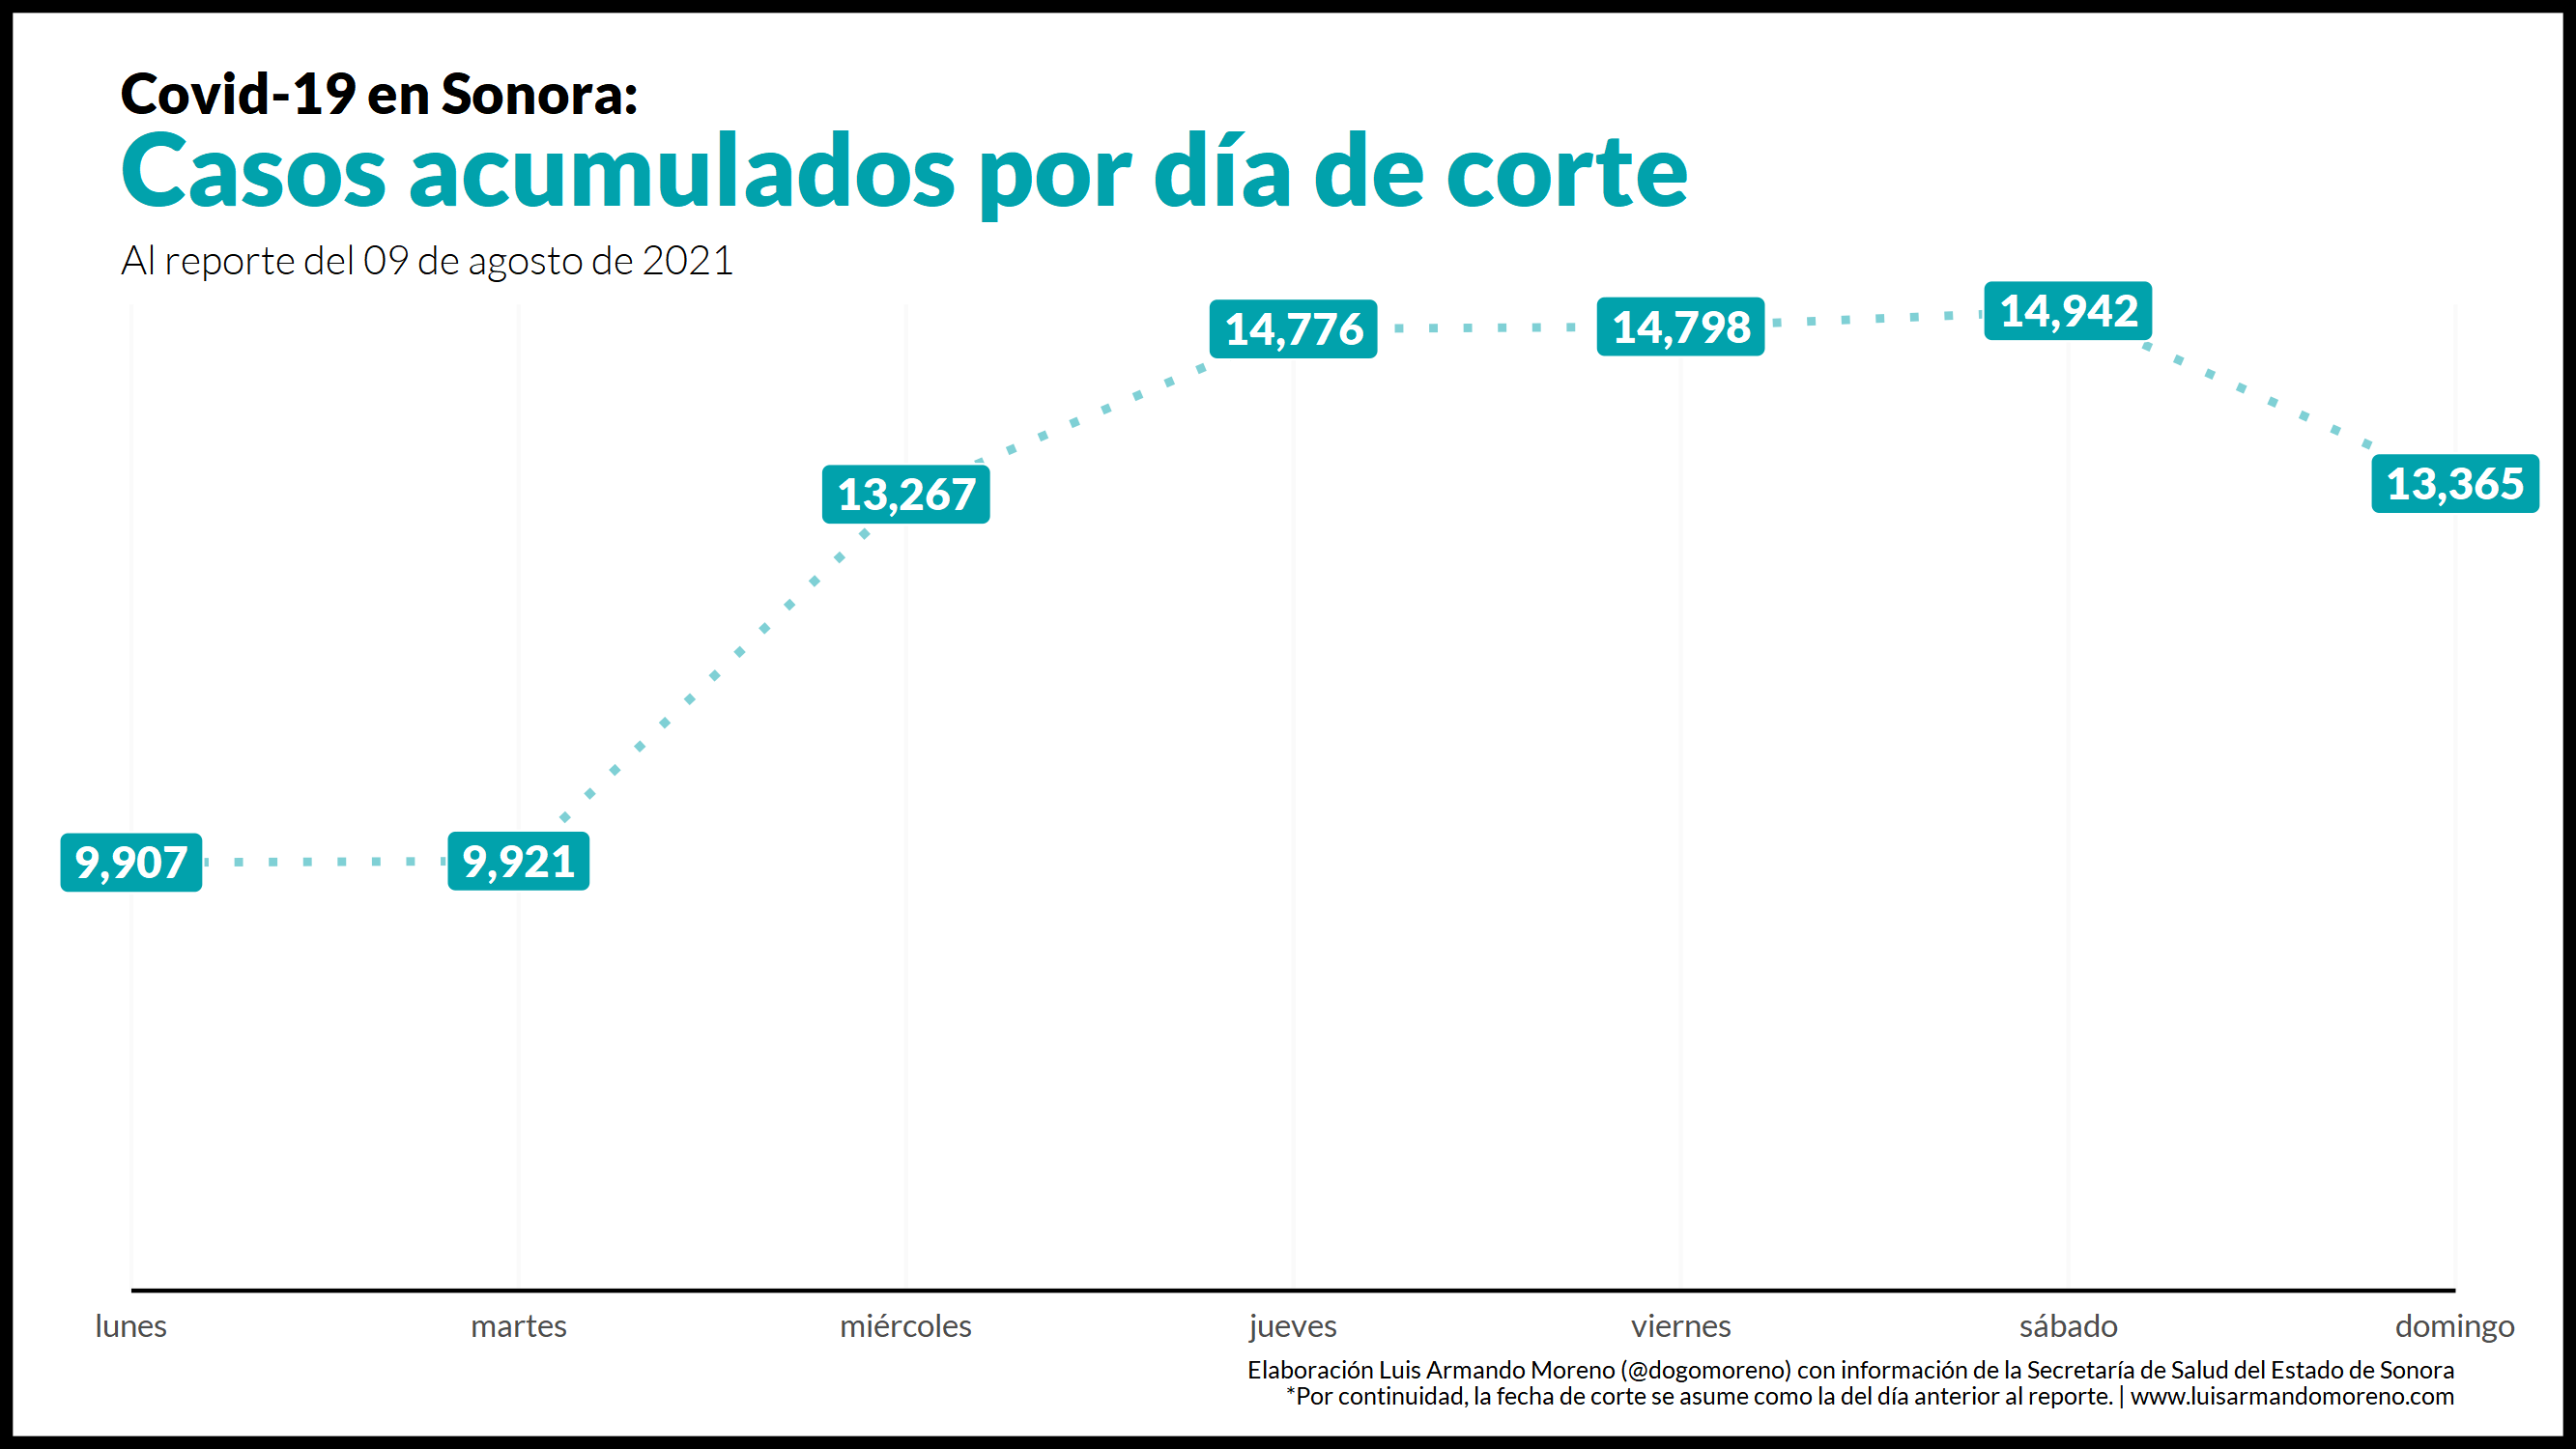 Covid-19 en Sonora:
Casos acumulados por día de corte
Al reporte del 09 de agosto de 2021
14,942
14,798
14,776
13,365
13,267
9,921
9,907
lunes martes miércoles jueves viernes sábado domingo
Elaboración Luis Armando Moreno (@dogomoreno) con información de la Secretaría de Salud del Estado de Sonora
*Por continuidad, la fecha de corte se asume como la del día anterior al reporte. | www.luisarmandomoreno.com